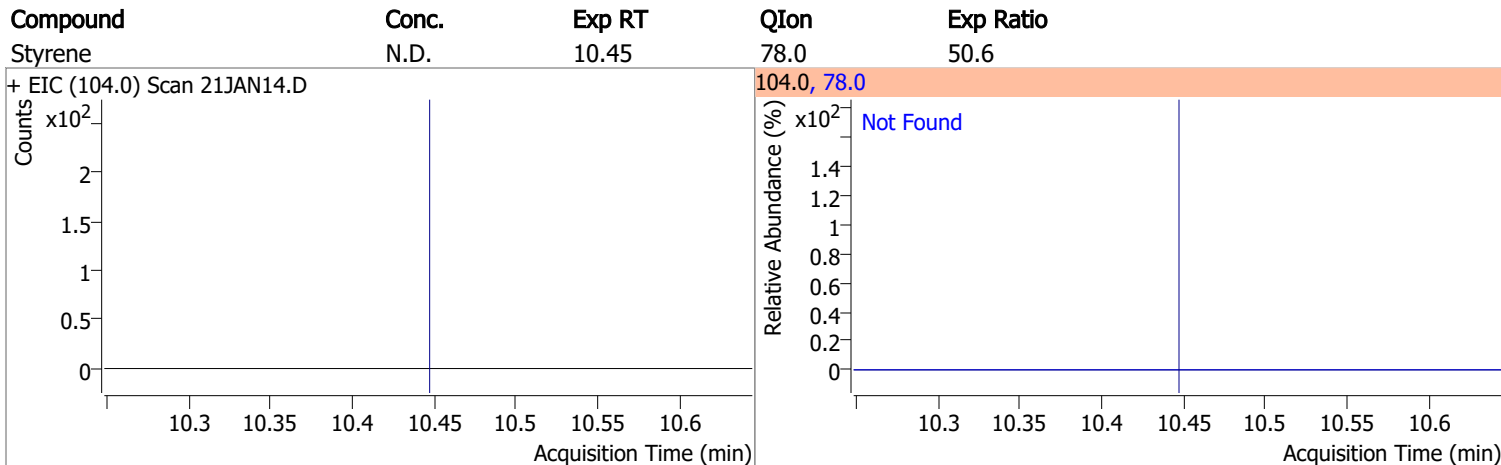 Compound Conc. Exp RT QIon Exp Ratio
Styrene N.D. 10.45 78.0 50.6
+ EIC (104.0) Scan 21JAN14.D
Counts
x10²
2
1.5
1
0.5
0
10.3 10.35 10.4 10.45 10.5 10.55 10.6
Acquisition Time (min)
104.0, 78.0
Relative Abundance (%)
x10²
Not Found
1.4
1.2
1
0.8
0.6
0.4
0.2
0
10.3 10.35 10.4 10.45 10.5 10.55 10.6
Acquisition Time (min)